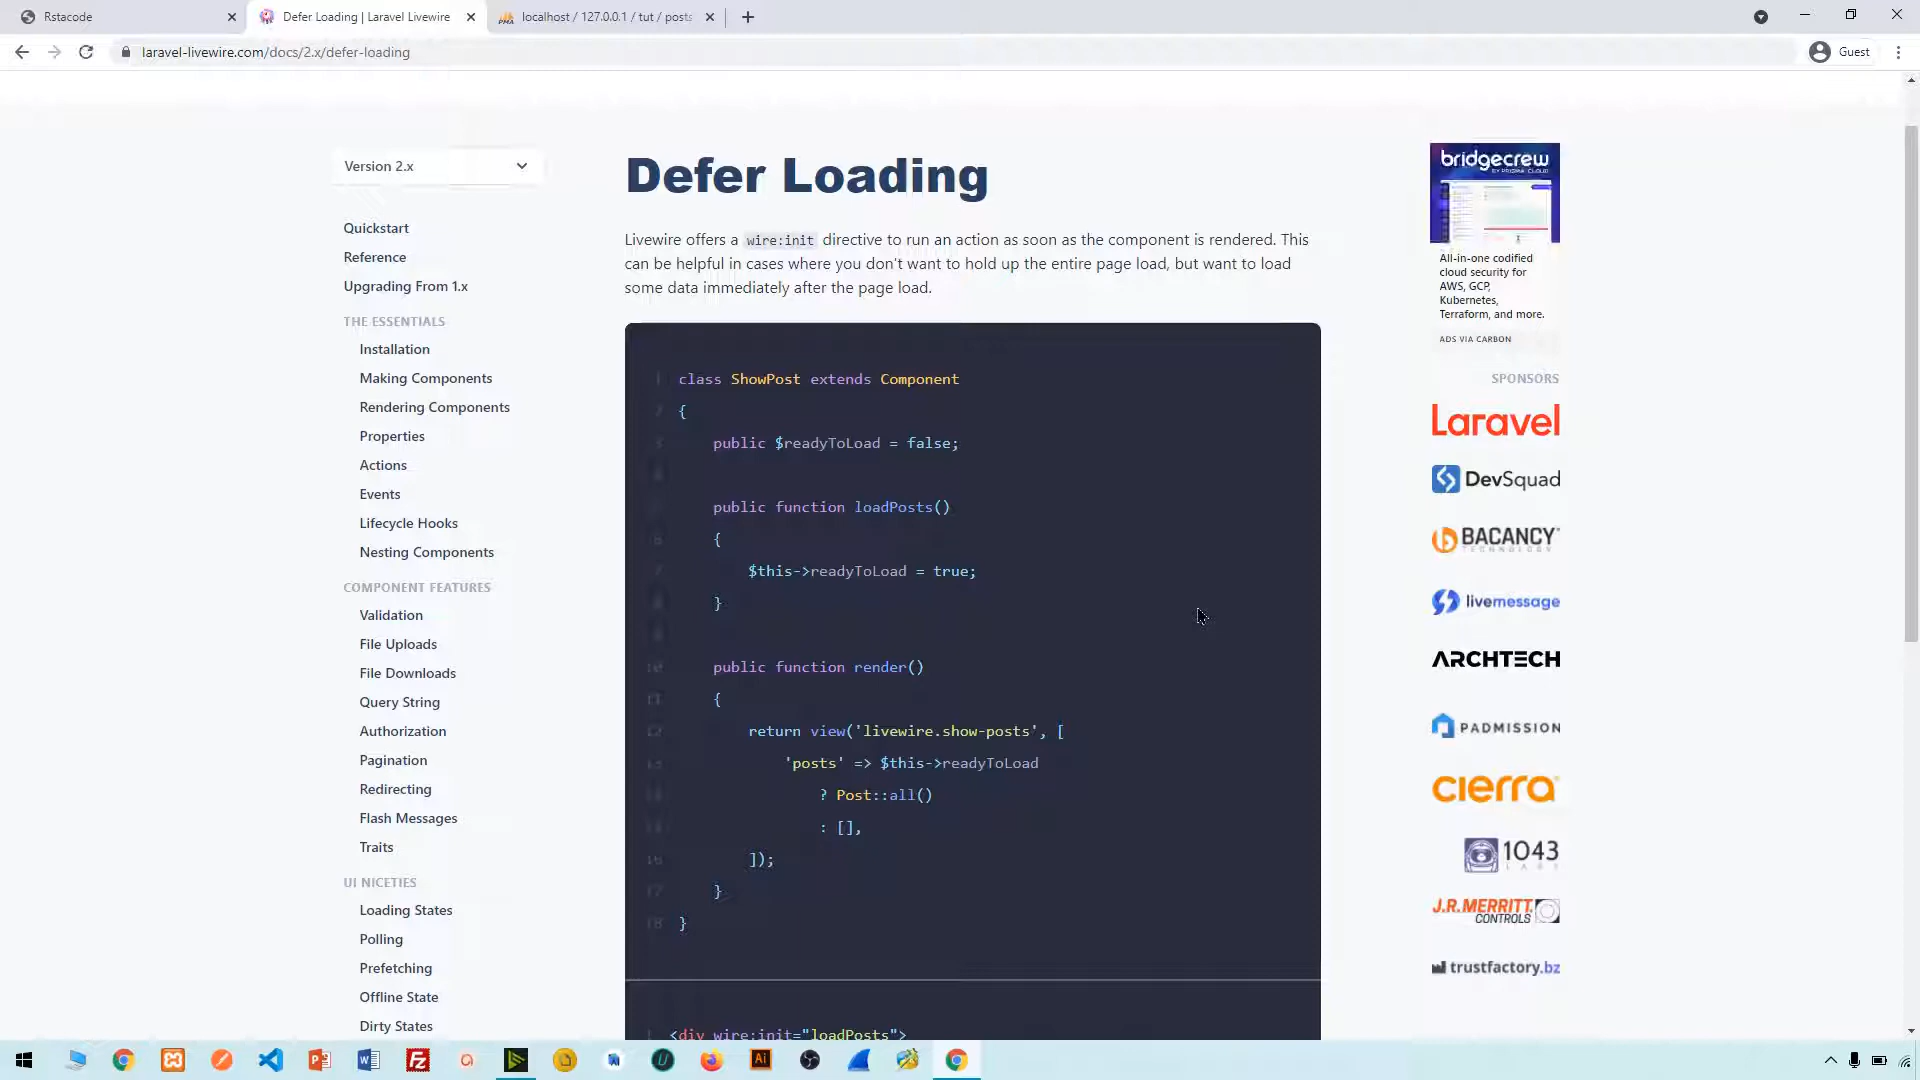 Rstacode
Defer Loading | Laravel Livewire
localhost / 127.0.0.1 / tut / posts
laravel-livewire.com/docs/2.x/defer-loading
Guest
Version 2.x
Quickstart
Reference
Upgrading From 1.x
THE ESSENTIALS
Installation
Making Components
Rendering Components
Properties
Actions
Events
Lifecycle Hooks
Nesting Components
COMPONENT FEATURES
Validation
File Uploads
File Downloads
Query String
Authorization
Pagination
Redirecting
Flash Messages
Traits
UI NICETIES
Loading States
Polling
Prefetching
Offline State
Dirty States
Defer Loading
Livewire offers a wire:init directive to run an action as soon as the component is rendered. This
can be helpful in cases where you don't want to hold up the entire page load, but want to load
some data immediately after the page load.
class ShowPost extends Component
{
public $readyToLoad = false;
public function loadPosts()
{
$this->readyToLoad = true;
}
public function render()
{
return view('livewire.show-posts', [
'posts' => $this->readyToLoad
? Post::all()
: [],
]);
}
}
<div wire:init="loadPosts">
bridgecrew
BY PRISMA CLOUD
All-in-one codified
cloud security for
AWS, GCP,
Kubernetes,
Terraform, and more.
ADS VIA CARBON
SPONSORS
Laravel
DevSquad
BACANCY
TECHNOLOGY
livemessage
ARCHTECH
PADMISSION
cierra
1043
LABS
J.R.MERRITT
CONTROLS
trustfactory.bz